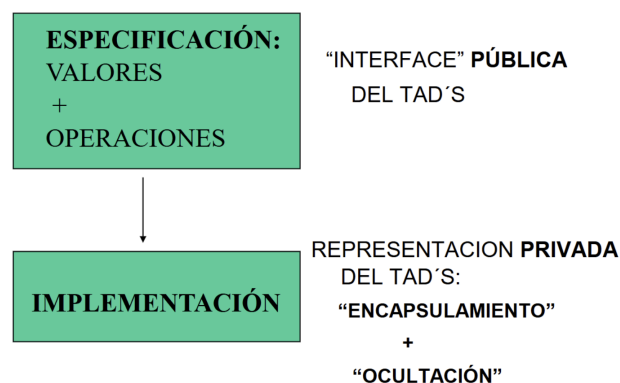 ESPECIFICACIÓN:
VALORES
+
OPERACIONES
“INTERFACE” PÚBLICA
DEL TAD´S
IMPLEMENTACIÓN
REPRESENTACION PRIVADA
DEL TAD´S:
“ENCAPSULAMIENTO”
+
“OCULTACIÓN”